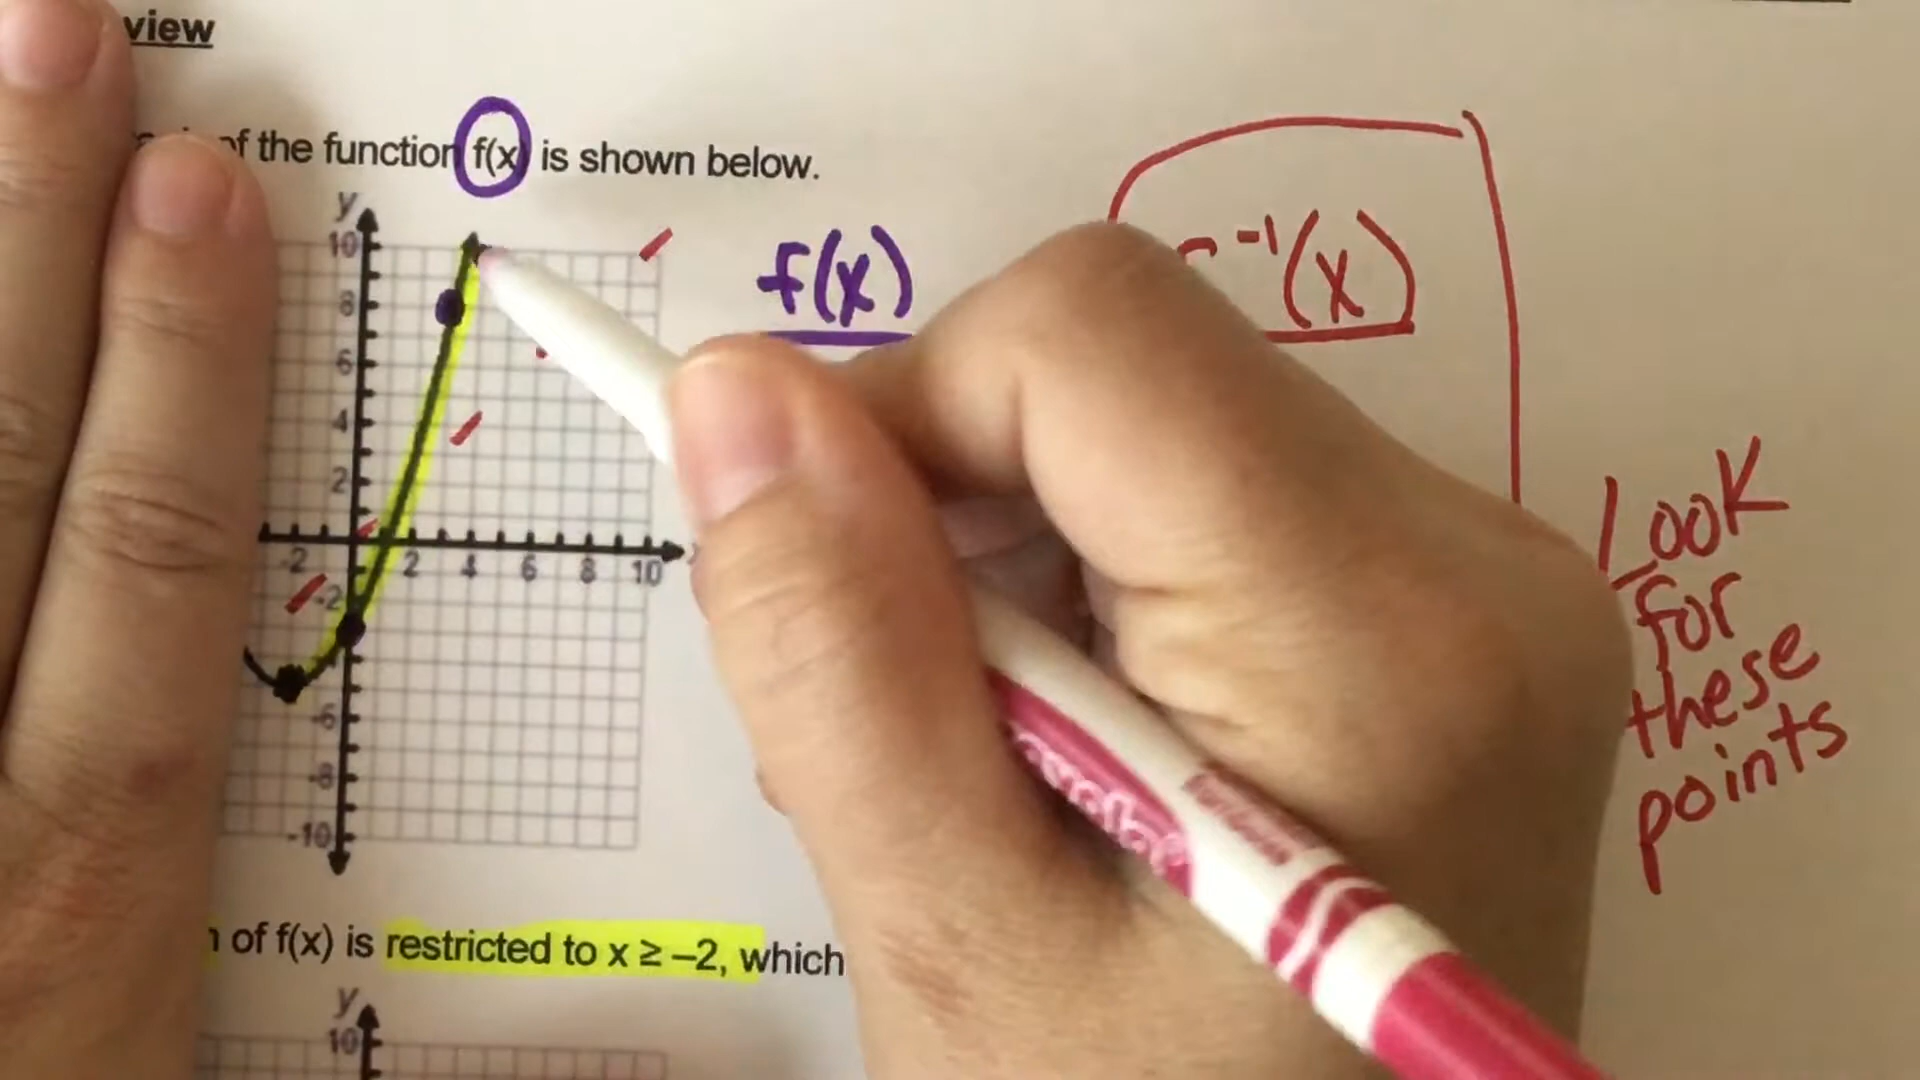 view
of the function f(x) is shown below.
y
10
8
6
4
2
-2 2 4 6 8 10
-2
-6
-8
-10
f(x)
-1(x)
Look
for
these
points
of f(x) is restricted to x ≥ –2, which
y
10